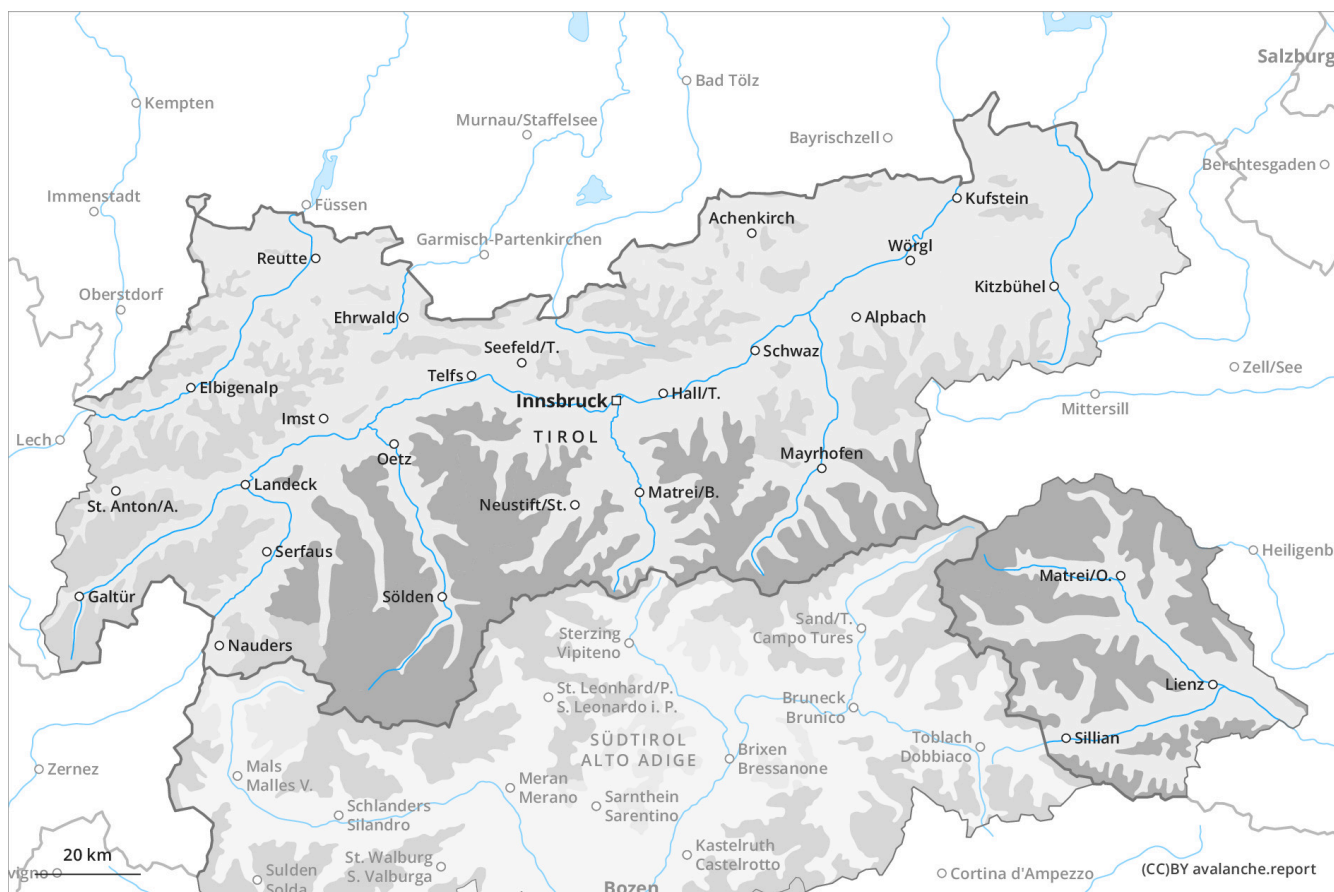 Salzburg
Bad Tölz
Kempten
Murnau/Staffelsee
Bayrischzell
Berchtesgaden
Immenstadt
Füssen
Kufstein
Achenkirch
Garmisch-Partenkirchen
Wörgl
Reutte
Kitzbühel
Oberstdorf
Ehrwald
Alpbach
Seefeld/T.
Schwaz
Zell/See
Telfs
Elbigenalp
Innsbruck
Hall/T.
Mittersill
Imst
Lech
TIROL
Oetz
Mayrhofen
Landeck
St. Anton/A.
Neustift/St.
Matrei/B.
Serfaus
Heiligenb
Matrei/O.
Galtür
Sölden
Sand/T.
Campo Tures
Sterzing
Vipiteno
Nauders
Lienz
St. Leonhard/P.
S. Leonardo i. P.
Bruneck
Brunico
Sillian
SÜDTIROL
ALTO ADIGE
Toblach
Dobbiaco
Brixen
Bressanone
Zernez
Mals
Malles V.
Meran
Merano
Schlanders
Silandro
Sarnthein
Sarentino
Kastelruth
Castelrotto
20 km
St. Walburg
S. Valburga
vigno
Sulden
Solda
Bozen
Cortina d'Ampezzo
(CC)BY avalanche.report